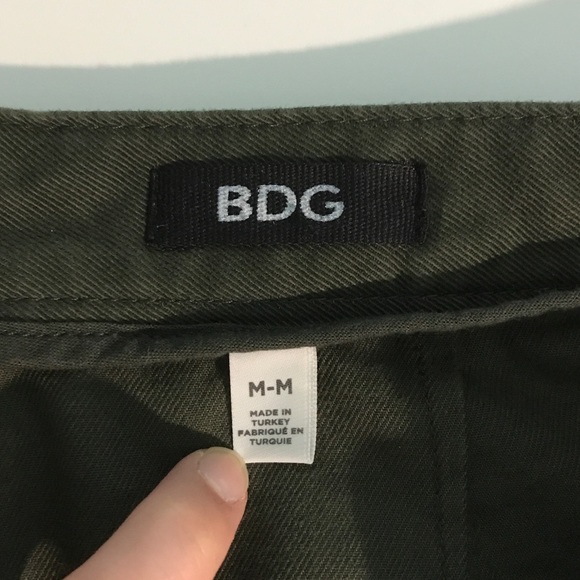 BDG
M-M
MADE IN
TURKEY
FABRIQUÉ EN
TURQUIE